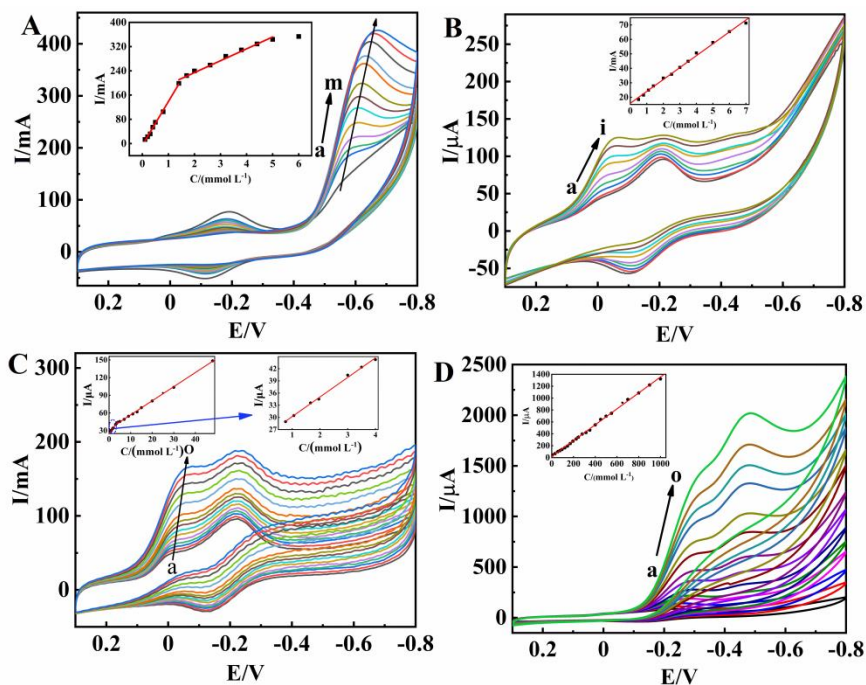 A
I/mA
400
300
200
100
0
0.2 0 -0.2 -0.4 -0.6 -0.8
E/V
a
m
I/mA
360
240
120
0
0 1 2 3 4 5 6
C/(mmol L⁻¹)
B
I/μA
250
200
150
100
50
0
-50
0.2 0 -0.2 -0.4 -0.6 -0.8
E/V
a
i
I/mA
70
60
50
40
30
20
0 1 2 3 4 5 6 7
C/(mmol L⁻¹)
C
I/mA
300
200
100
0
0.2 0 -0.2 -0.4 -0.6 -0.8
E/V
a
o
I/μA
150
120
90
60
30
0 10 20 30 40
C/(mmol L⁻¹)
I/μA
42
39
36
33
30
27
1 2 3 4
C/(mmol L⁻¹)
D
I/μA
2500
2000
1500
1000
500
0
0.2 0 -0.2 -0.4 -0.6 -0.8
E/V
a
o
I/μA
1400
1200
1000
800
600
400
200
0
0 100 200 300 400 500 600 700 800 900 1000
C/(mmol L⁻¹)